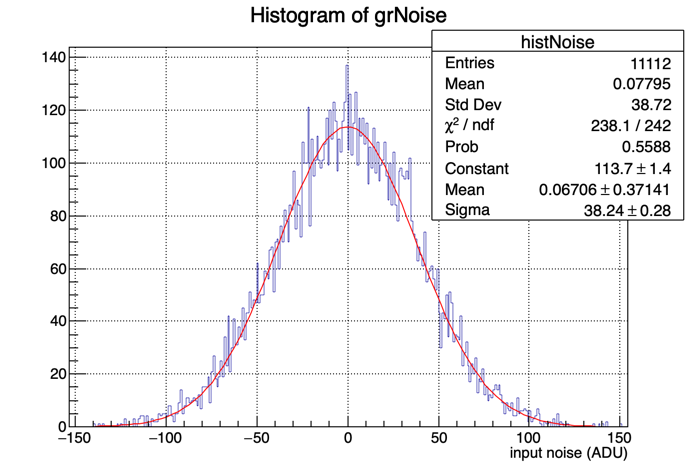 Histogram of grNoise
histNoise
Entries 11112
Mean 0.07795
Std Dev 38.72
χ² / ndf 238.1 / 242
Prob 0.5588
Constant 113.7 ± 1.4
Mean 0.06706 ± 0.37141
Sigma 38.24 ± 0.28
140
120
100
80
60
40
20
0
−150 −100 −50 0 50 100 150
input noise (ADU)